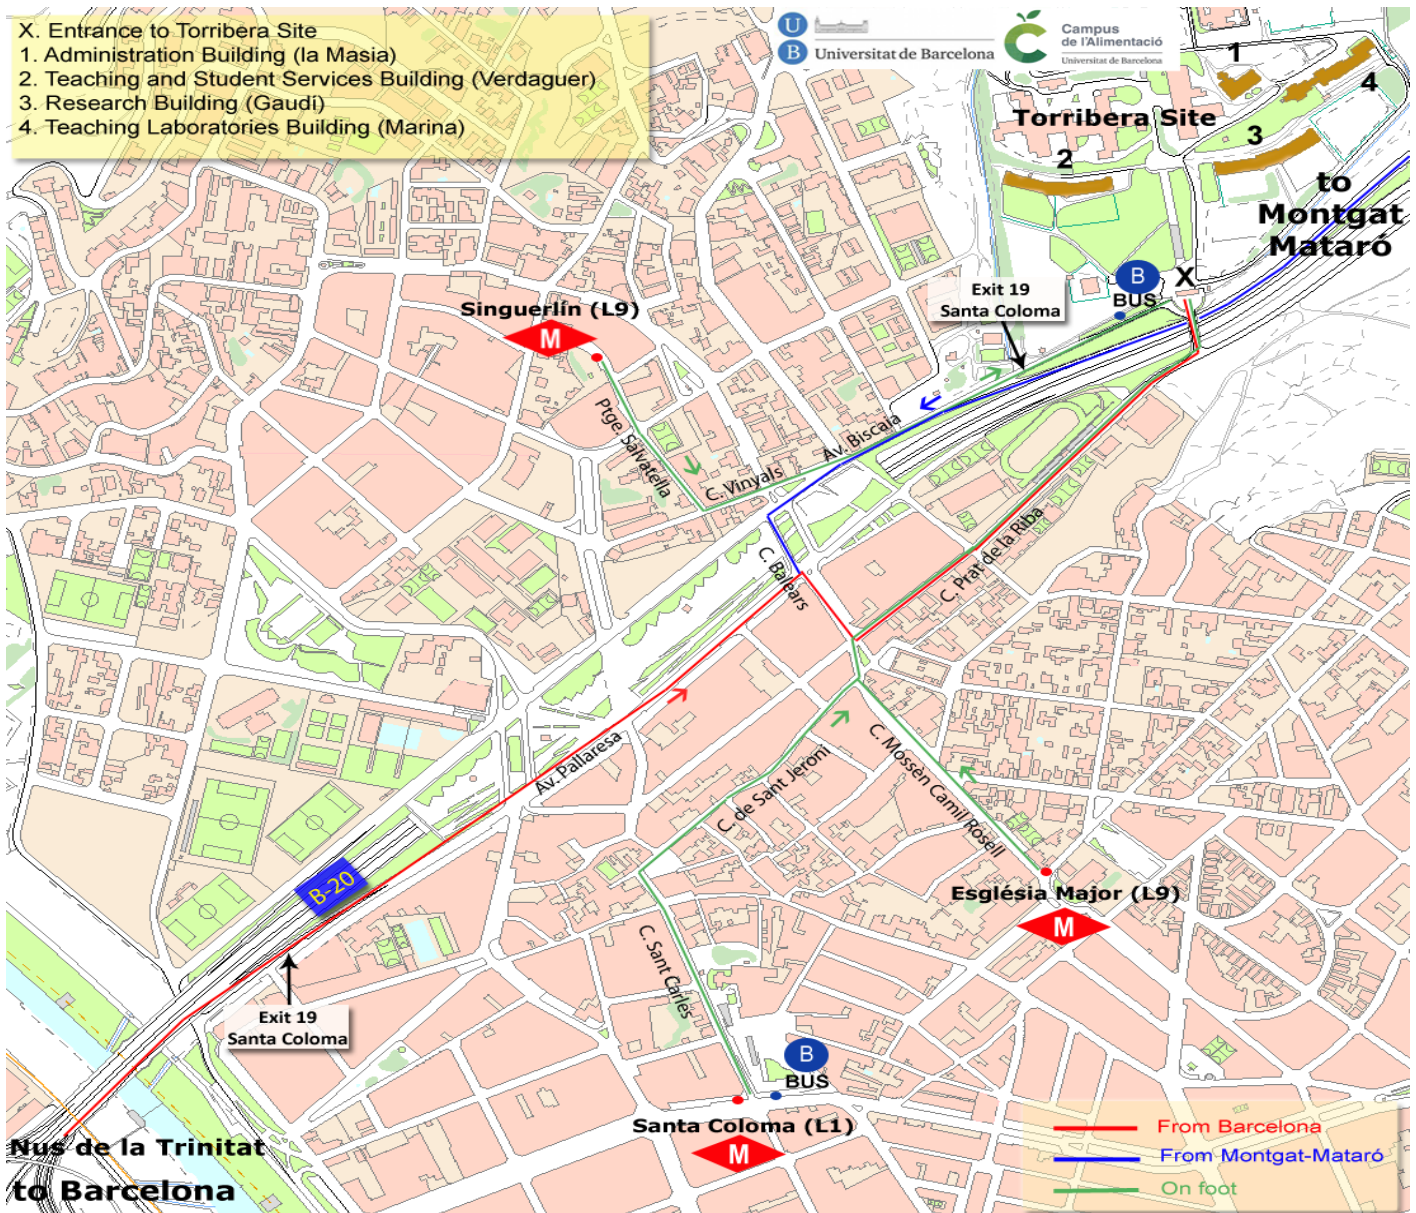 X. Entrance to Torribera Site
1. Administration Building (la Masia)
2. Teaching and Student Services Building (Verdaguer)
3. Research Building (Gaudí)
4. Teaching Laboratories Building (Marina)
U
B
Universitat de Barcelona
Campus
de l'Alimentació
Universitat de Barcelona
1
4
Torribera Site
3
2
to
Montgat
Mataró
B
X
BUS
Exit 19
Santa Coloma
Singuerlín (L9)
M
Ptge. Salvatella
C. Vinyals
Av. Biscaia
C. Balears
C. Prat de la Riba
Av. Pallaresa
C. de Sant Jeroni
C. Mossén Camil Rosell
B-20
Església Major (L9)
M
C. Sant Carles
Exit 19
Santa Coloma
B
BUS
Santa Coloma (L1)
M
Nus de la Trinitat
to Barcelona
From Barcelona
From Montgat-Mataró
On foot